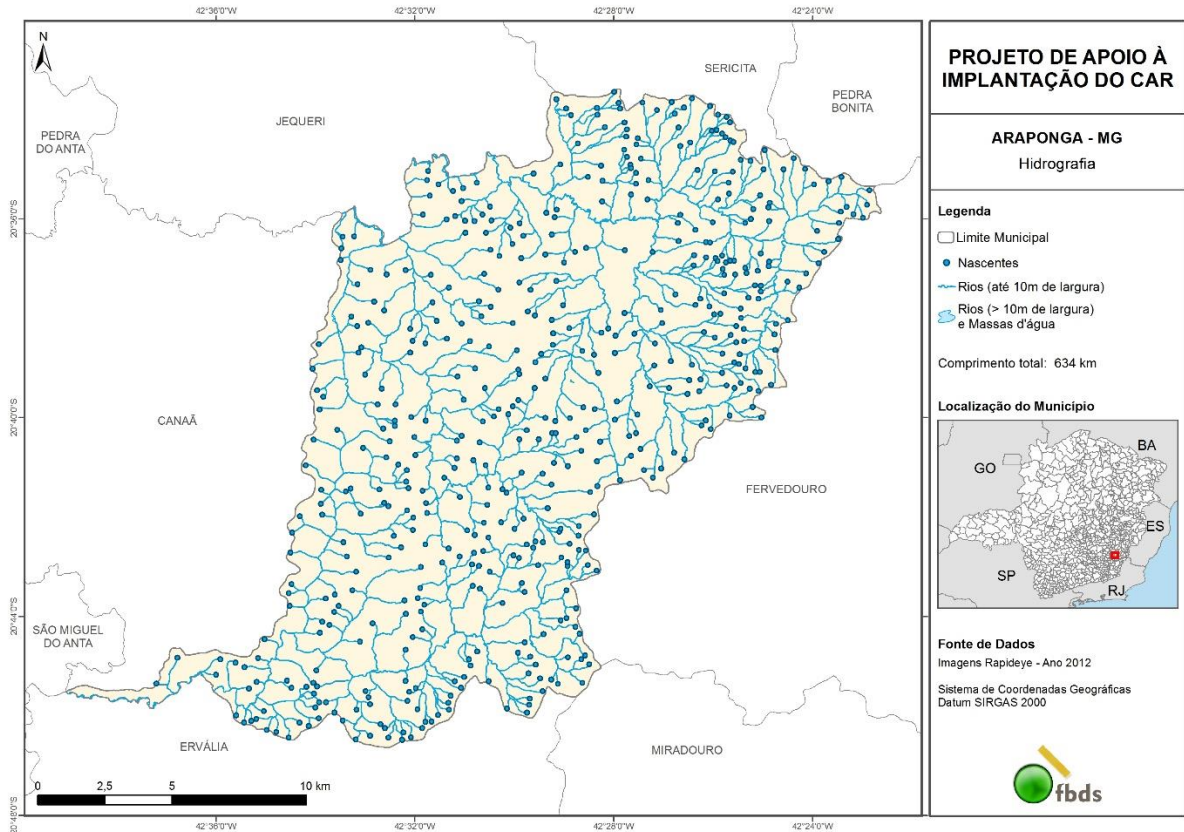 42°36'0"W
42°32'0"W
42°28'0"W
42°24'0"W
N
SERICITA
PEDRA
BONITA
JEQUERI
PEDRA
DO ANTA
CANAÃ
FERVEDOURO
SÃO MIGUEL
DO ANTA
ERVÁLIA
MIRADOURO
20°40'0"S
20°44'0"S
20°48'0"S
0
2,5
5
10 km
42°36'0"W
42°32'0"W
42°28'0"W
42°24'0"W
PROJETO DE APOIO À
IMPLANTAÇÃO DO CAR
ARAPONGA - MG
Hidrografia
Legenda
Limite Municipal
Nascentes
Rios (até 10m de largura)
Rios (> 10m de largura)
e Massas d'água
Comprimento total: 634 km
Localização do Município
BA
GO
ES
SP
RJ
Fonte de Dados
Imagens Rapideye - Ano 2012
Sistema de Coordenadas Geográficas
Datum SIRGAS 2000
fbds